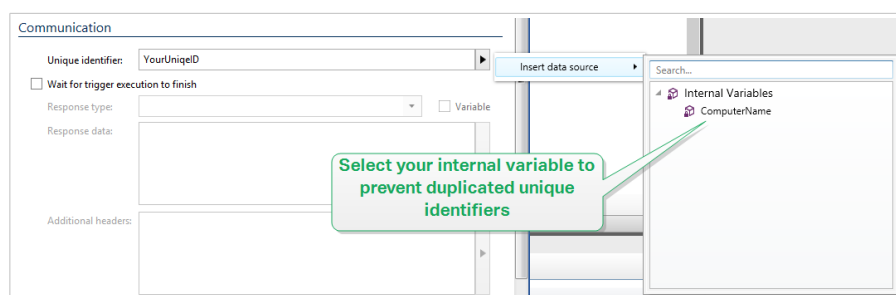 Communication
Unique identifier: YourUniqeID
Insert data source
Search...
Wait for trigger execution to finish
Internal Variables
Response type:
Variable
ComputerName
Response data:
Select your internal variable to
prevent duplicated unique
identifiers
Additional headers: